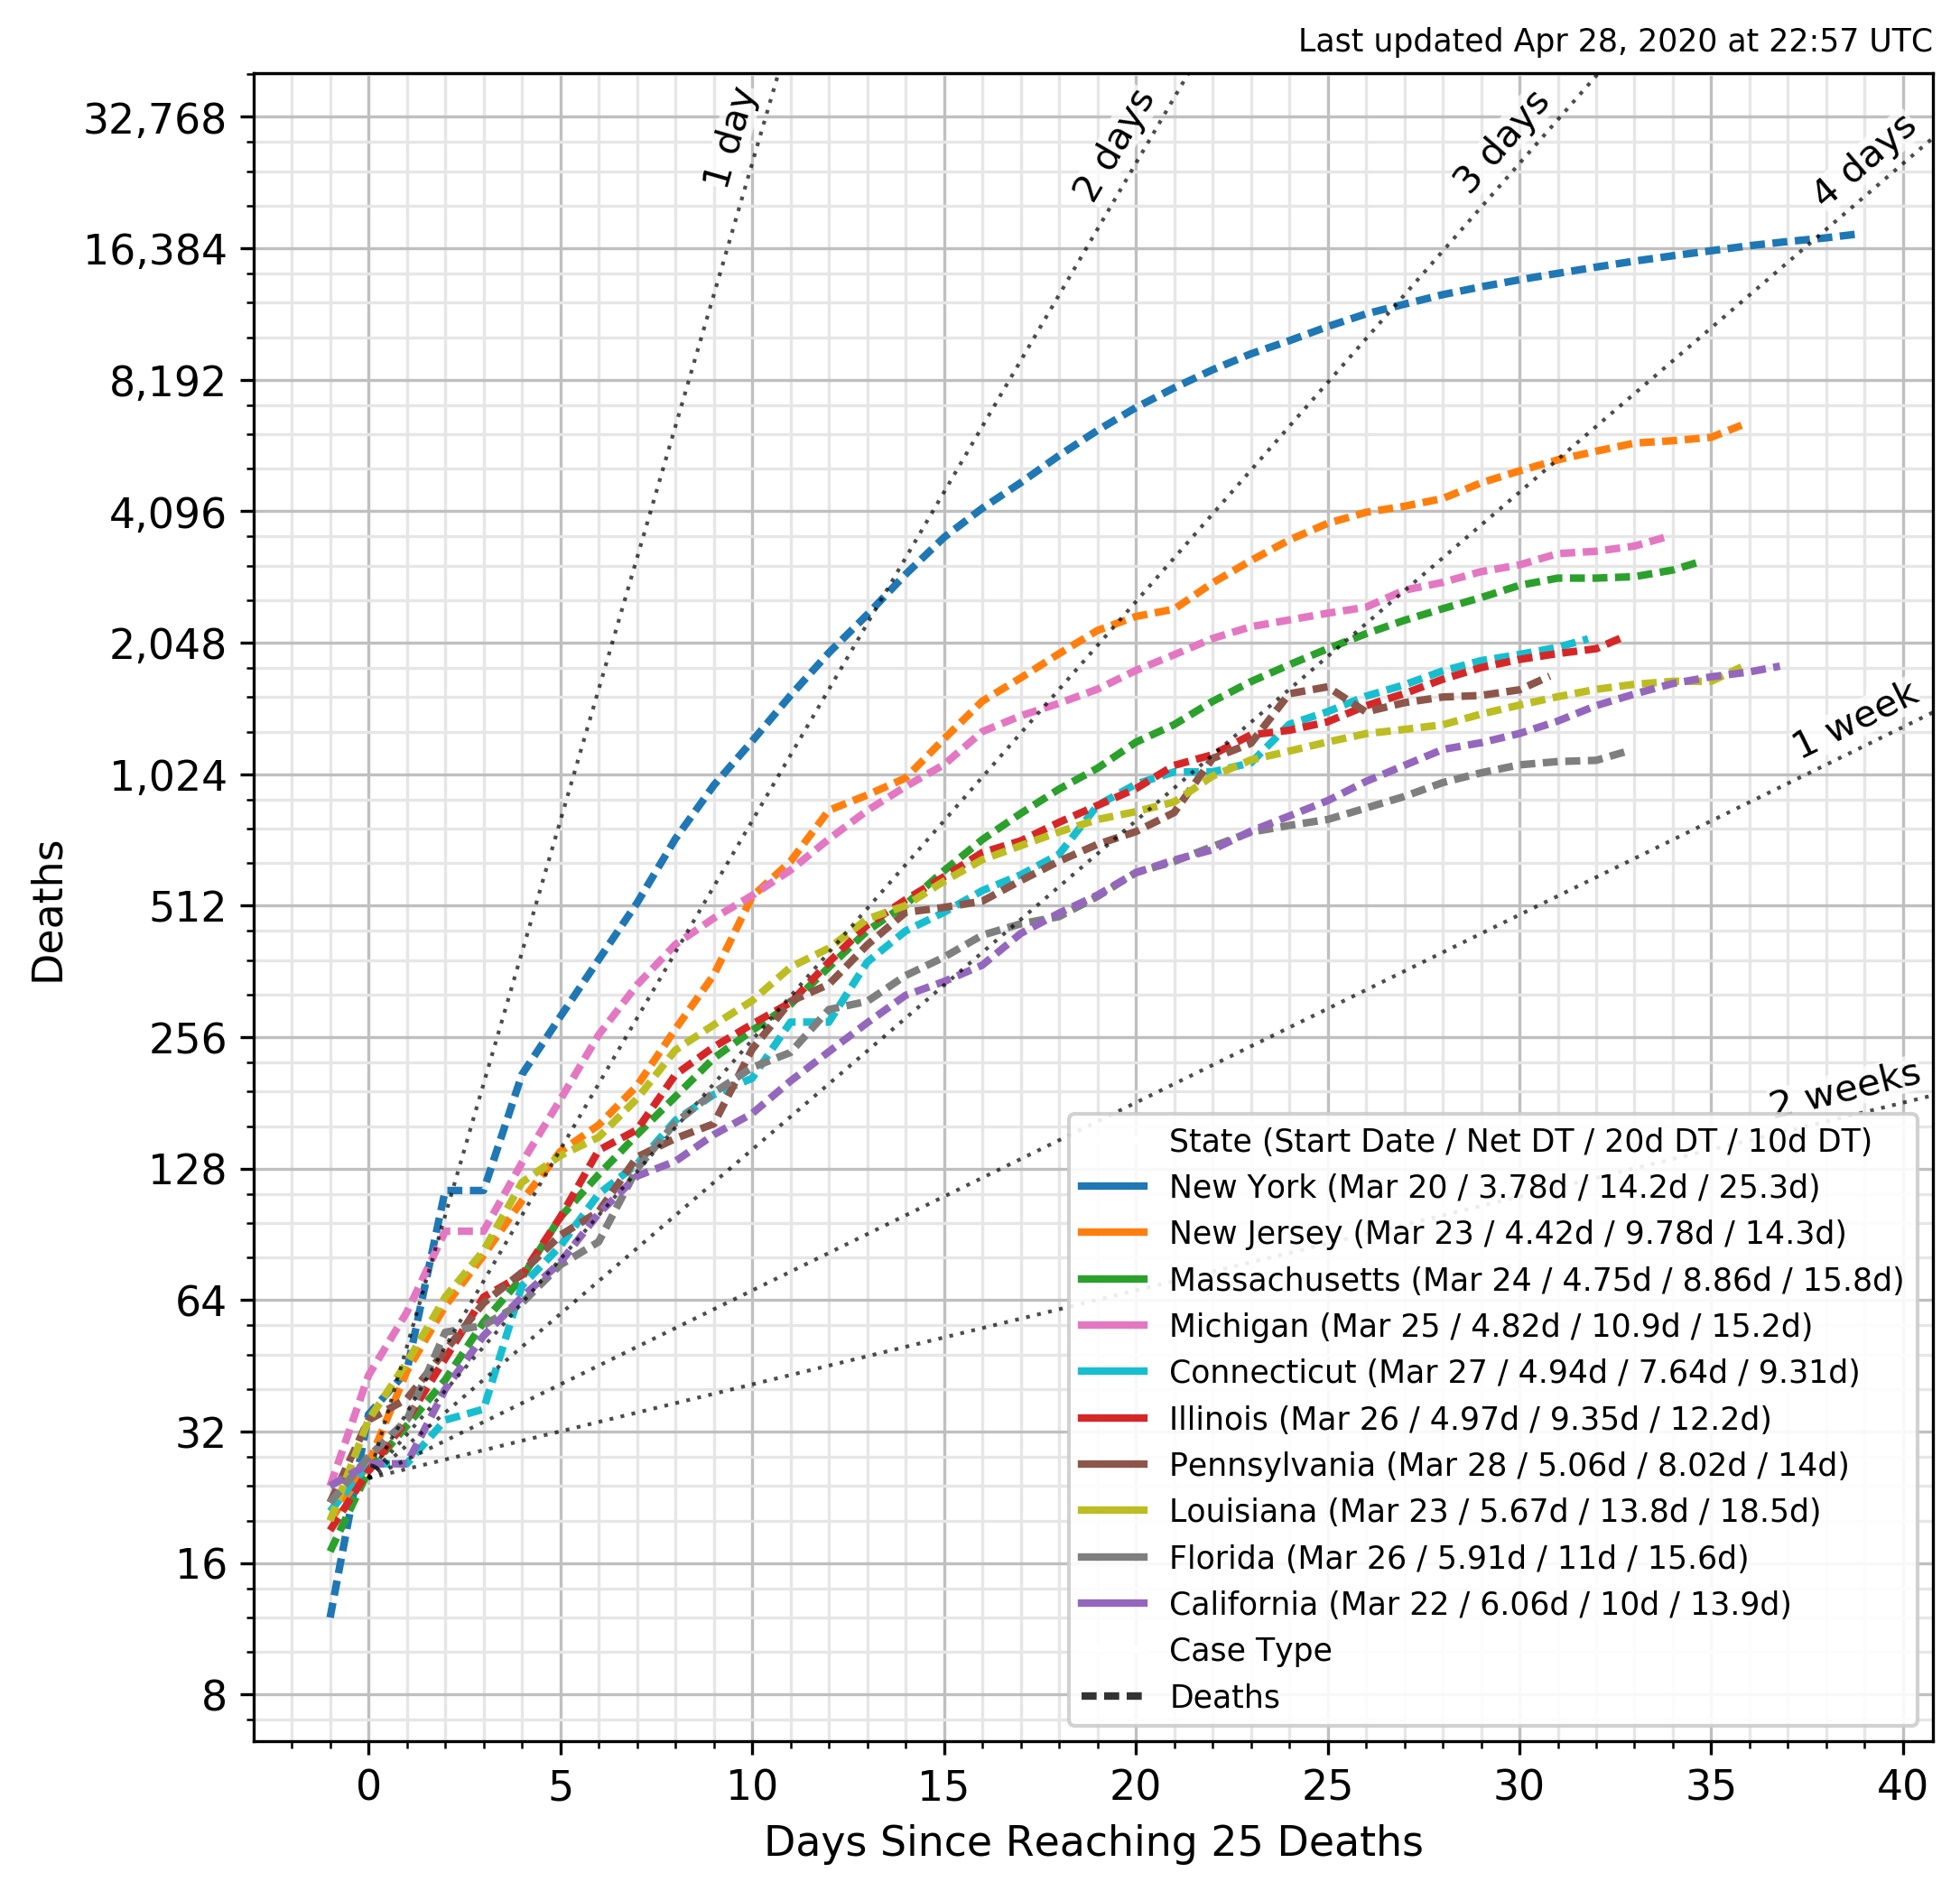 Last updated Apr 28, 2020 at 22:57 UTC
32,768
16,384
8,192
4,096
2,048
1,024
512
256
128
64
32
16
8
Deaths
1 day
2 days
3 days
4 days
1 week
2 weeks
State (Start Date / Net DT / 20d DT / 10d DT)
New York (Mar 20 / 3.78d / 14.2d / 25.3d)
New Jersey (Mar 23 / 4.42d / 9.78d / 14.3d)
Massachusetts (Mar 24 / 4.75d / 8.86d / 15.8d)
Michigan (Mar 25 / 4.82d / 10.9d / 15.2d)
Connecticut (Mar 27 / 4.94d / 7.64d / 9.31d)
Illinois (Mar 26 / 4.97d / 9.35d / 12.2d)
Pennsylvania (Mar 28 / 5.06d / 8.02d / 14d)
Louisiana (Mar 23 / 5.67d / 13.8d / 18.5d)
Florida (Mar 26 / 5.91d / 11d / 15.6d)
California (Mar 22 / 6.06d / 10d / 13.9d)
Case Type
Deaths
0 5 10 15 20 25 30 35 40
Days Since Reaching 25 Deaths